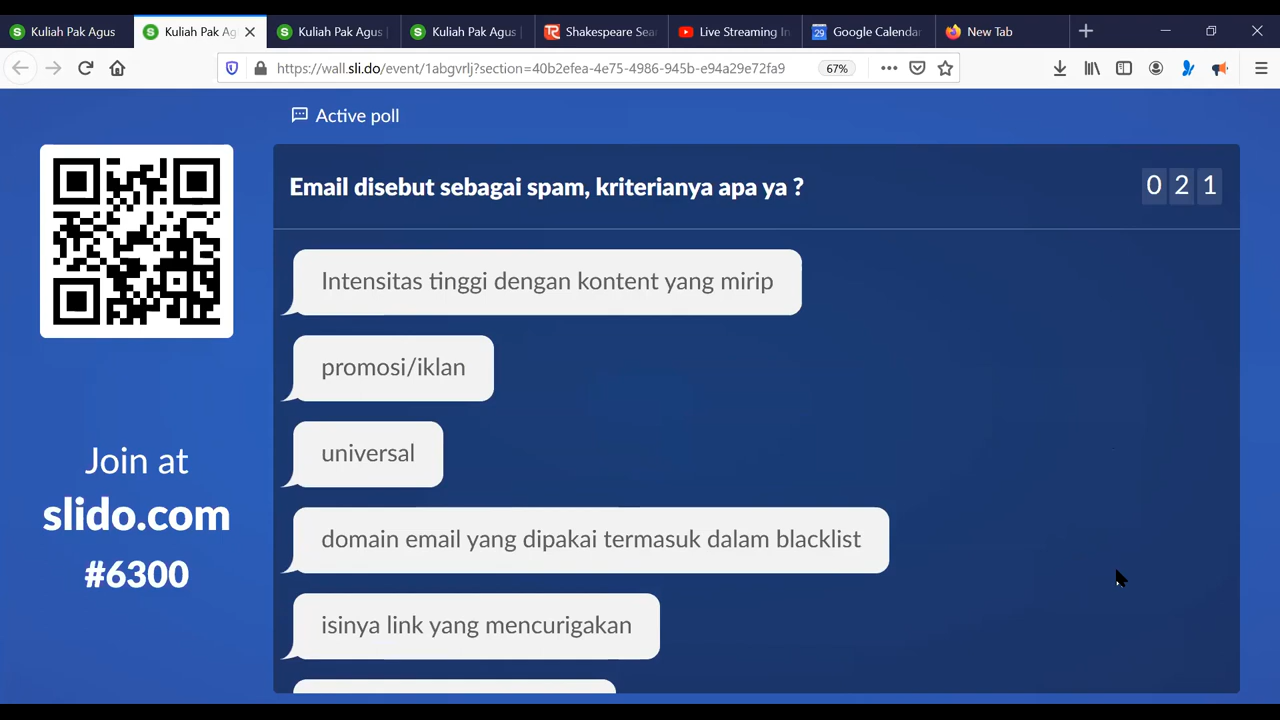 Kuliah Pak Agus
Kuliah Pak Ag
Kuliah Pak Agus
Kuliah Pak Agus
Shakespeare Sea
Live Streaming In
29
Google Calenda
New Tab
https://wall.sli.do/event/1abgvrlj?section=40b2efea-4e75-4986-945b-e94a29e72fa9
67%
Active poll
Email disebut sebagai spam, kriterianya apa ya ?
021
Intensitas tinggi dengan kontent yang mirip
promosi/iklan
universal
domain email yang dipakai termasuk dalam blacklist
isinya link yang mencurigakan
Join at
slido.com
#6300